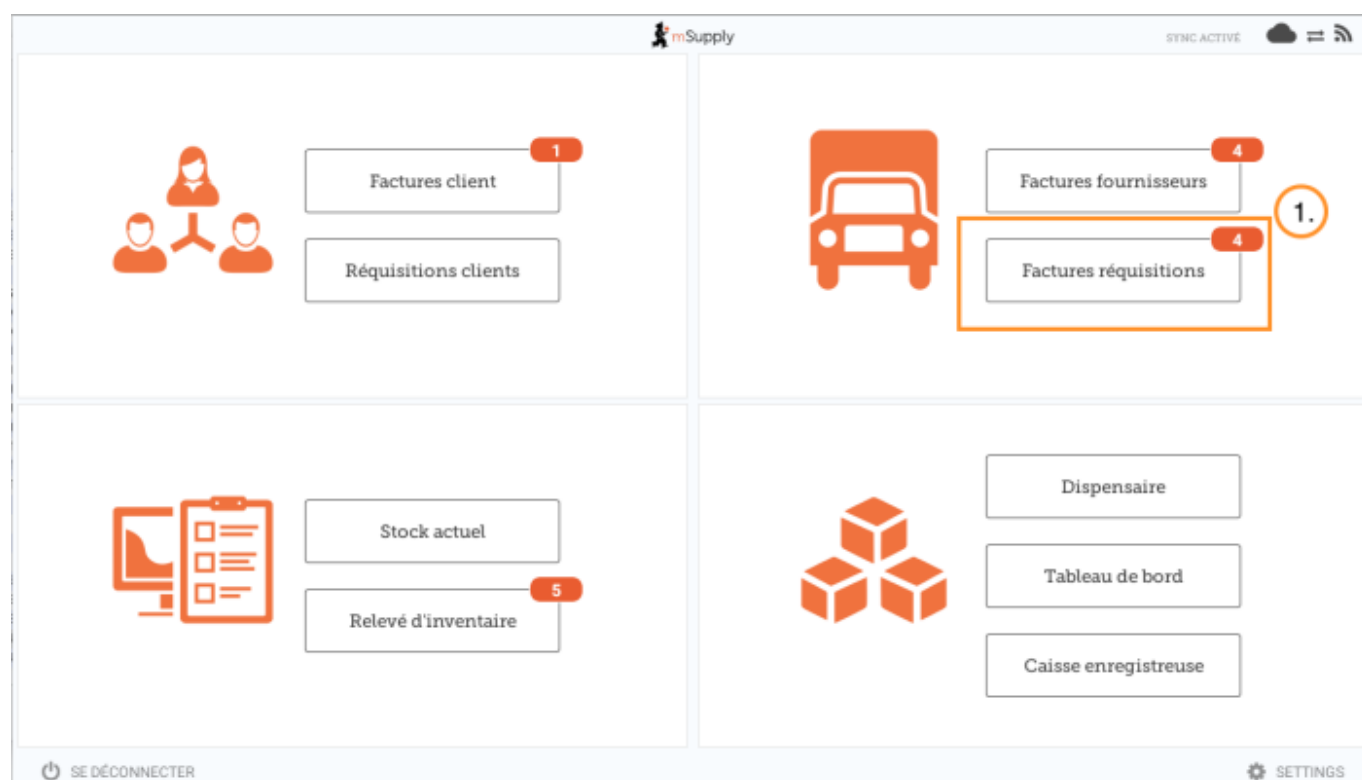 mSupply
SYNC ACTIVÉ
1
Factures client
Réquisitions clients
4
Factures fournisseurs
1.
4
Factures réquisitions
Stock actuel
5
Relevé d'inventaire
Dispensaire
Tableau de bord
Caisse enregistreuse
SE DÉCONNECTER
SETTINGS